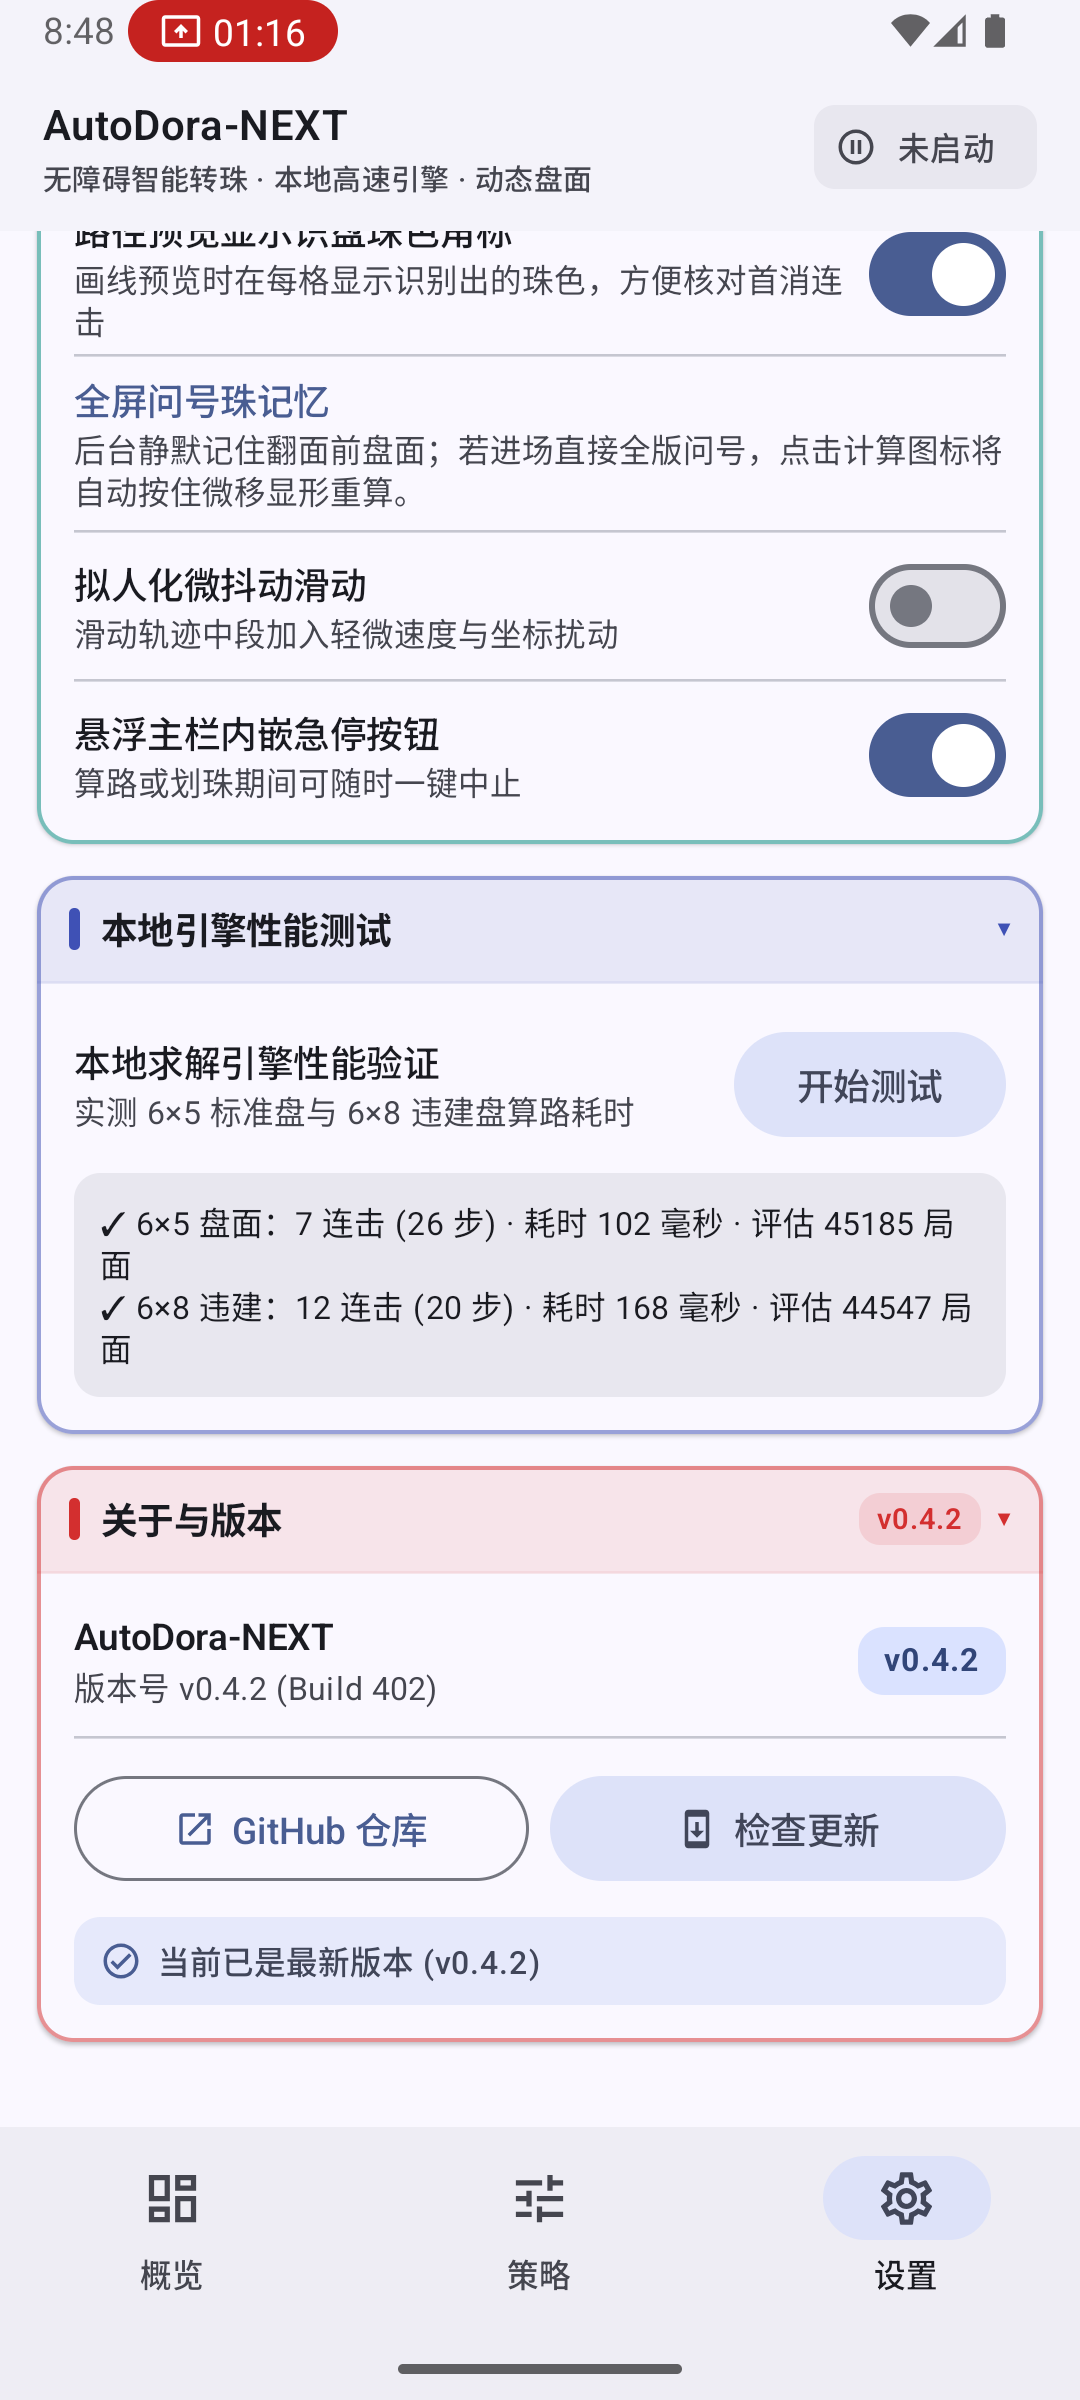 8:48
01:16
AutoDora-NEXT
无障碍智能转珠 · 本地高速引擎 · 动态盘面
未启动
路径预览显示识盘珠色角标
画线预览时在每格显示识别出的珠色，方便核对首消连
击
全屏问号珠记忆
后台静默记住翻面前盘面；若进场直接全版问号，点击计算图标将
自动按住微移显形重算。
拟人化微抖动滑动
滑动轨迹中段加入轻微速度与坐标扰动
悬浮主栏内嵌急停按钮
算路或划珠期间可随时一键中止
本地引擎性能测试
▼
本地求解引擎性能验证
实测 6×5 标准盘与 6×8 违建盘算路耗时
开始测试
✓ 6×5 盘面：7 连击 (26 步) · 耗时 102 毫秒 · 评估 45185 局
面
✓ 6×8 违建：12 连击 (20 步) · 耗时 168 毫秒 · 评估 44547 局
面
关于与版本
v0.4.2 ▼
AutoDora-NEXT
版本号 v0.4.2 (Build 402)
v0.4.2
GitHub 仓库
检查更新
当前已是最新版本 (v0.4.2)
概览
策略
设置